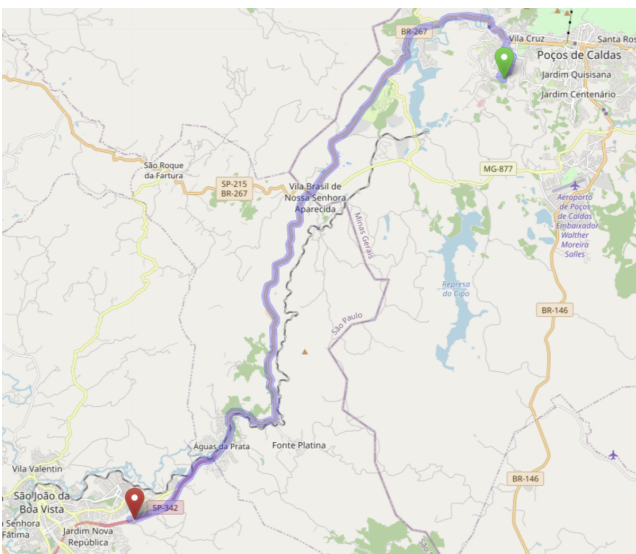 BR-267
Vila Cruz
Santa Ros
Poços de Caldas
Jardim Quisisana
Jardim Centenário
São Roque
da Fartura
SP-215
BR-267
Vila Brasil de
Nossa Senhora
Aparecida
MG-877
Aeroporto
de Poços
de Caldas
Embaixador
Walther
Moreira
Salles
Minas Gerais
Represa
do Cipó
São Paulo
BR-146
Águas da Prata
Fonte Platina
Vila Valentin
BR-146
São João da
Boa Vista
SP-342
o Senhora
Fátima
Jardim Nova
República
São